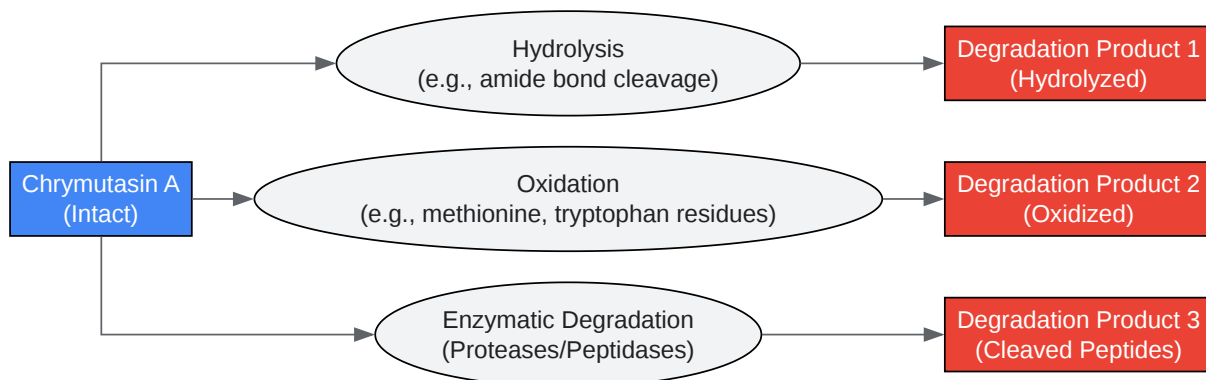 Hydrolysis
(e.g., amide bond cleavage)
Degradation Product 1
(Hydrolyzed)
Chrymutasin A
(Intact)
Oxidation
(e.g., methionine, tryptophan residues)
Degradation Product 2
(Oxidized)
Enzymatic Degradation
(Proteases/Peptidases)
Degradation Product 3
(Cleaved Peptides)